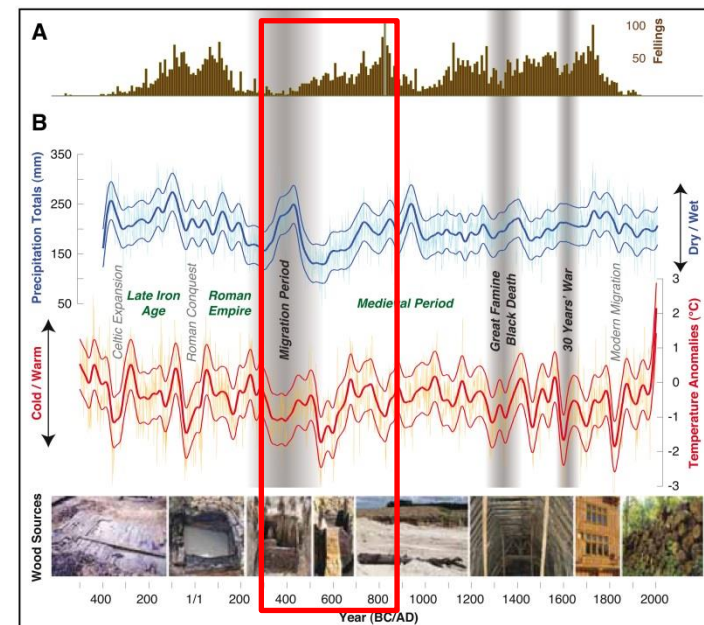 A
100
50
Fellings
B
350
250
150
50
Precipitation Totals (mm)
Dry / Wet
Celtic Expansion
Late Iron
Age
Roman Conquest
Roman
Empire
Migration Period
Medieval Period
Great Famine
Black Death
30 Years' War
Modern Migration
3
2
1
0
-1
-2
-3
Temperature Anomalies (°C)
Cold / Warm
Wood Sources
400 200 1/1 200 400 600 800 1000 1200 1400 1600 1800 2000
Year (BC/AD)